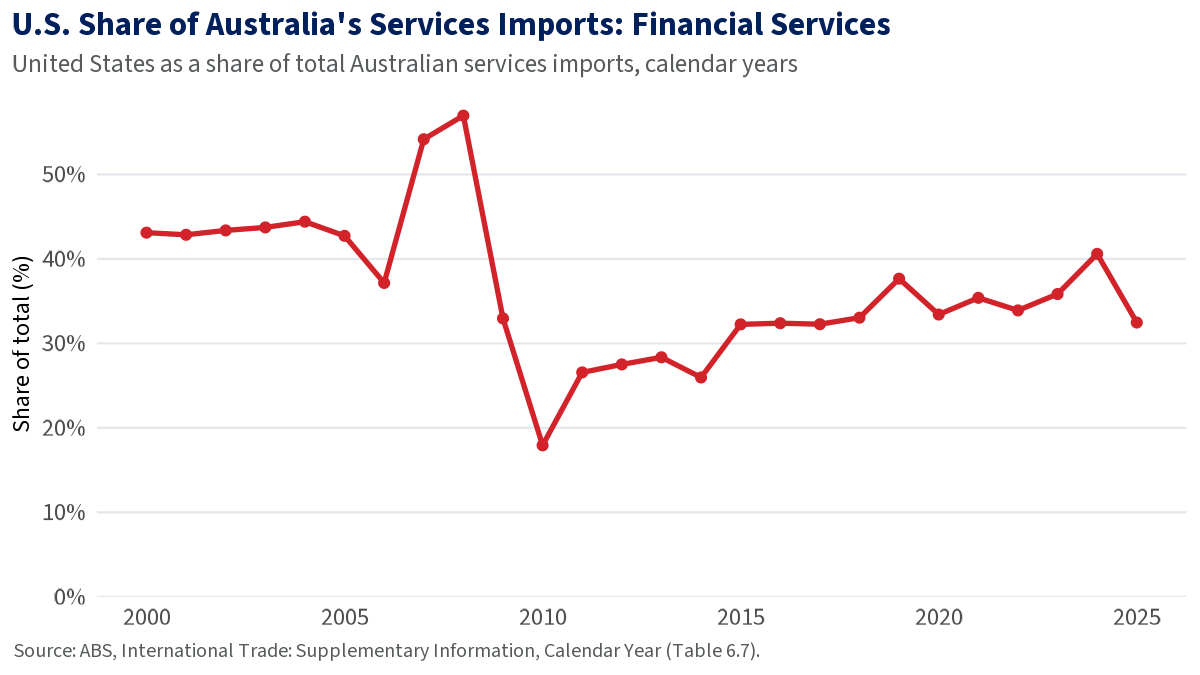 U.S. Share of Australia's Services Imports: Financial Services
United States as a share of total Australian services imports, calendar years
Share of total (%)
50%
40%
30%
20%
10%
0%
2000 2005 2010 2015 2020 2025
Source: ABS, International Trade: Supplementary Information, Calendar Year (Table 6.7).